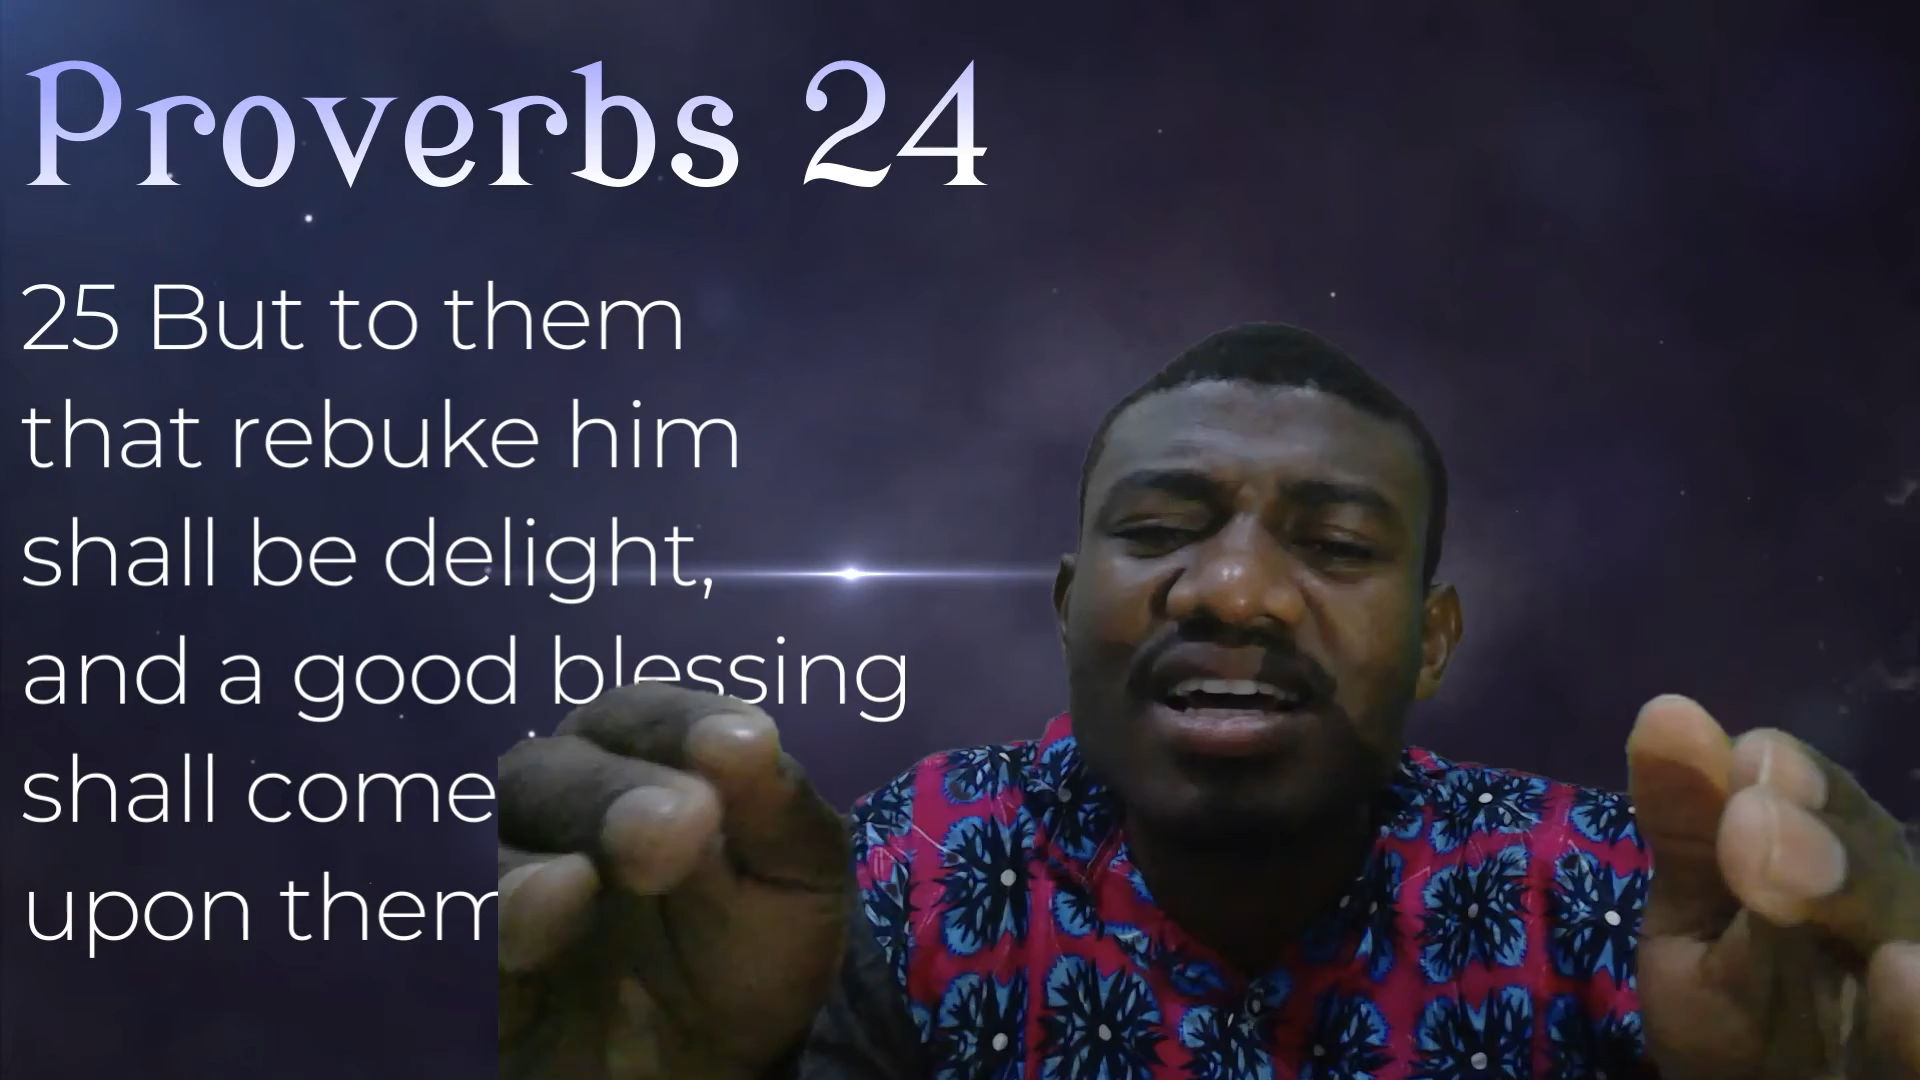 Proverbs 24
25 But to them
that rebuke him
shall be delight,
and a good blessing
shall come
upon them